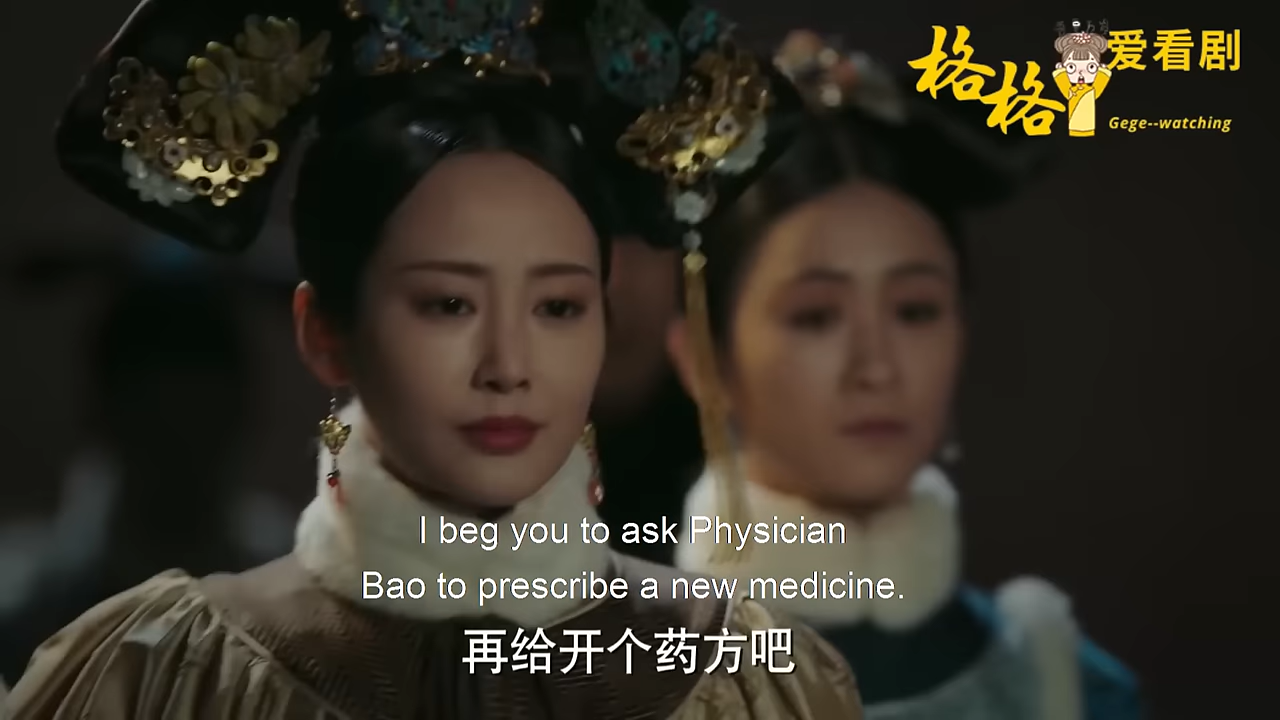 格格爱看剧
Gege--watching
I beg you to ask Physician
Bao to prescribe a new medicine.
再给开个药方吧